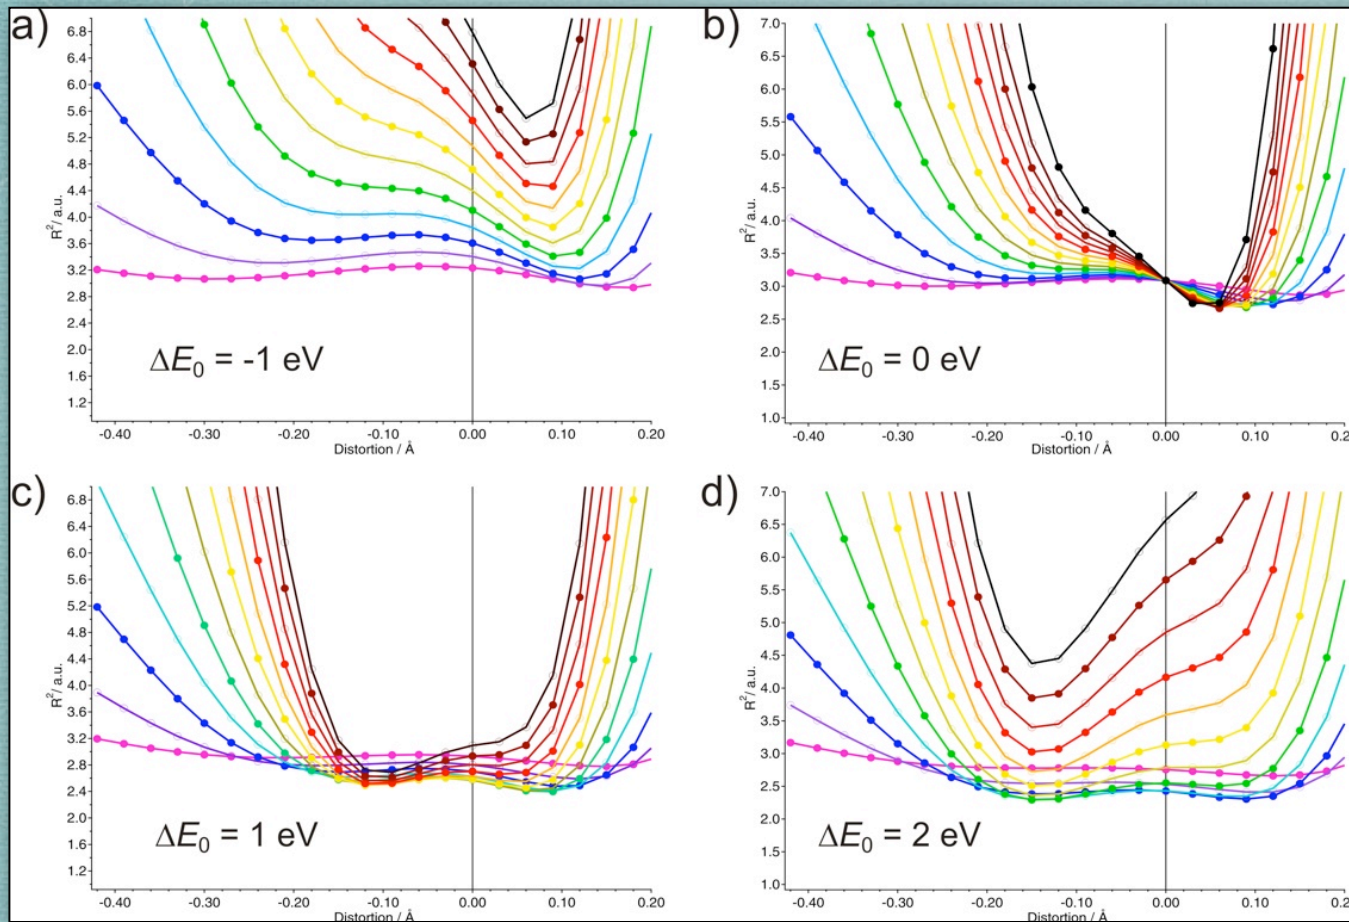 a)
6.8
6.4
6.0
5.6
5.2
4.8
4.4
4.0
3.6
3.2
2.8
2.4
2.0
1.6
1.2
R²/ a.u.
ΔE₀ = -1 eV
-0.40 -0.30 -0.20 -0.10 0.00 0.10 0.20
Distortion / Å
b)
7.0
6.5
6.0
5.5
5.0
4.5
4.0
3.5
3.0
2.5
2.0
1.5
1.0
R²/ a.u.
ΔE₀ = 0 eV
-0.40 -0.30 -0.20 -0.10 0.00 0.10 0.20
Distortion / Å
c)
6.8
6.4
6.0
5.6
5.2
4.8
4.4
4.0
3.6
3.2
2.8
2.4
2.0
1.6
1.2
R²/ a.u.
ΔE₀ = 1 eV
-0.40 -0.30 -0.20 -0.10 0.00 0.10 0.20
Distortion / Å
d)
7.0
6.5
6.0
5.5
5.0
4.5
4.0
3.5
3.0
2.5
2.0
1.5
1.0
R²/ a.u.
ΔE₀ = 2 eV
-0.40 -0.30 -0.20 -0.10 0.00 0.10 0.20
Distortion / Å